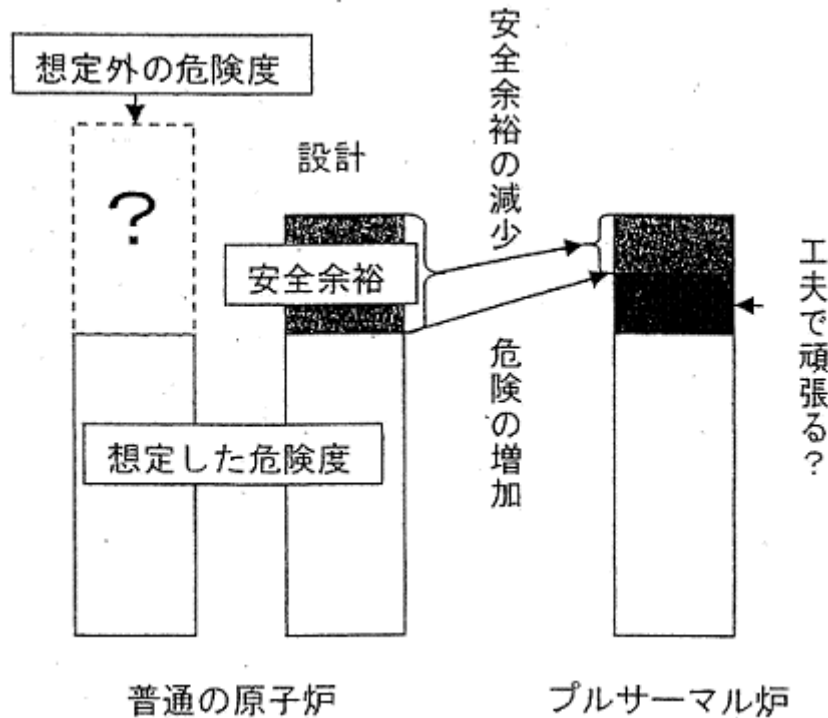 想定外の危険度
?
設計
安全余裕
想定した危険度
安全余裕の減少
危険の増加
工夫で頑張る?
普通の原子炉
プルサーマル炉